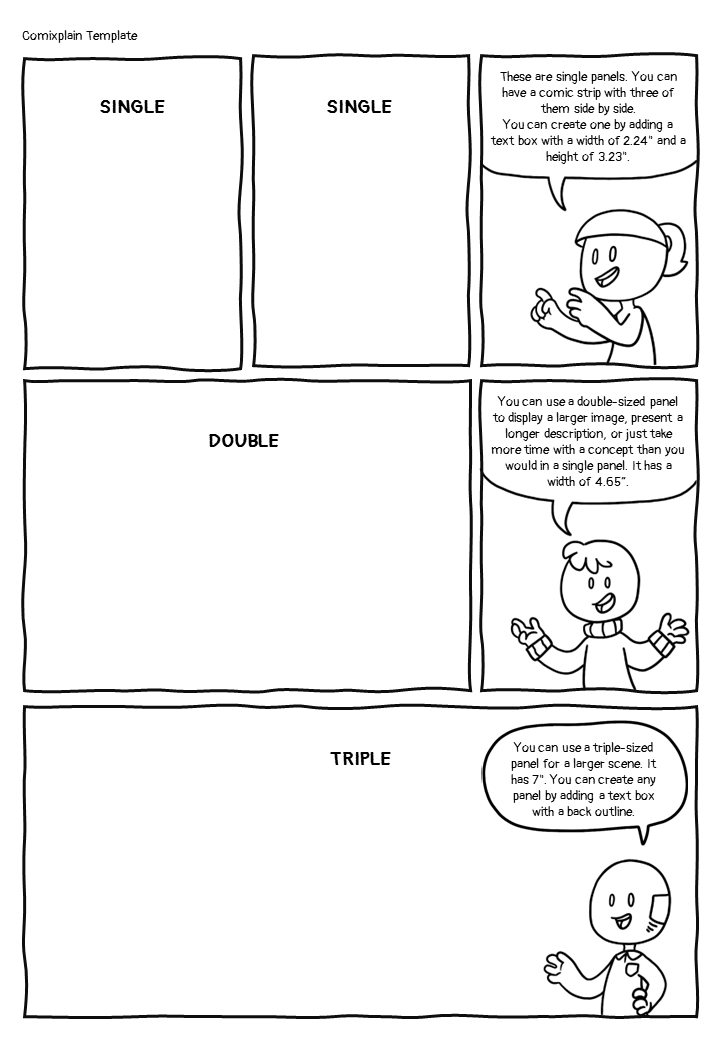 Comixplain Template
SINGLE
SINGLE
These are single panels. You can
have a comic strip with three of
them side by side.
You can create one by adding a
text box with a width of 2.24" and a
height of 3.23".
DOUBLE
You can use a double-sized panel
to display a larger image, present a
longer description, or just take
more time with a concept than you
would in a single panel. It has a
width of 4.65".
TRIPLE
You can use a triple-sized
panel for a larger scene. It
has 7". You can create any
panel by adding a text box
with a back outline.